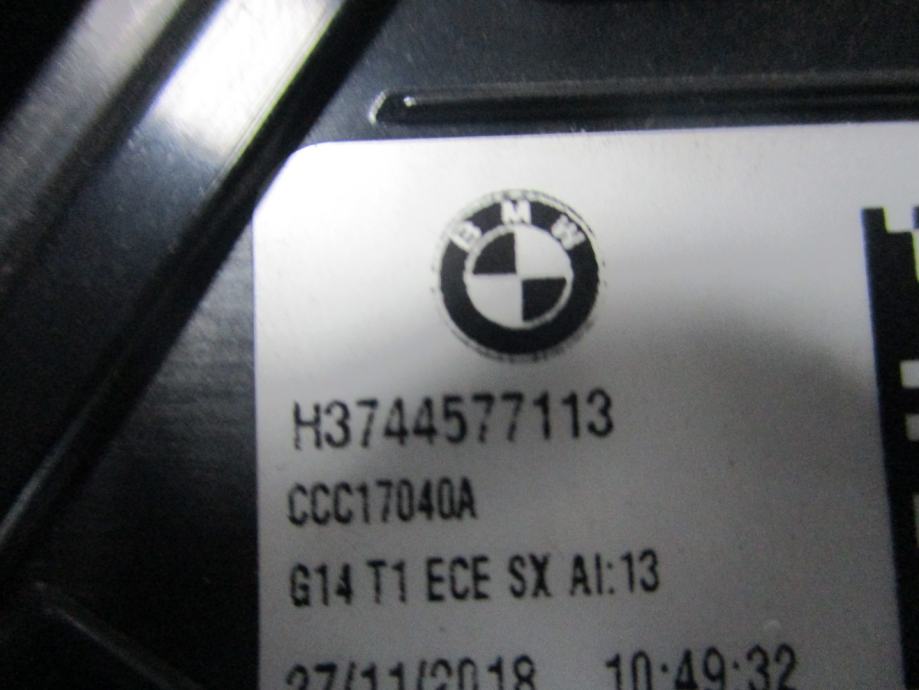 BMW
H3744577113
CCC17040A
G14 T1 ECE SX AI:13
27/11/2018 10:49:32